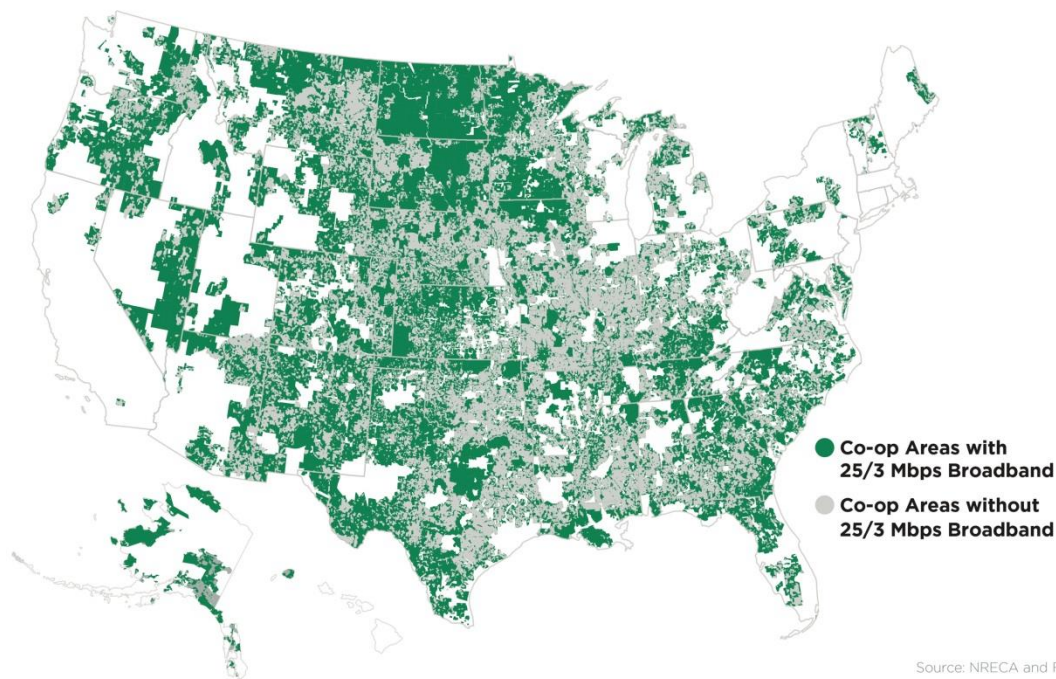 Co-op Areas with
25/3 Mbps Broadband
Co-op Areas without
25/3 Mbps Broadband
Source: NRECA and